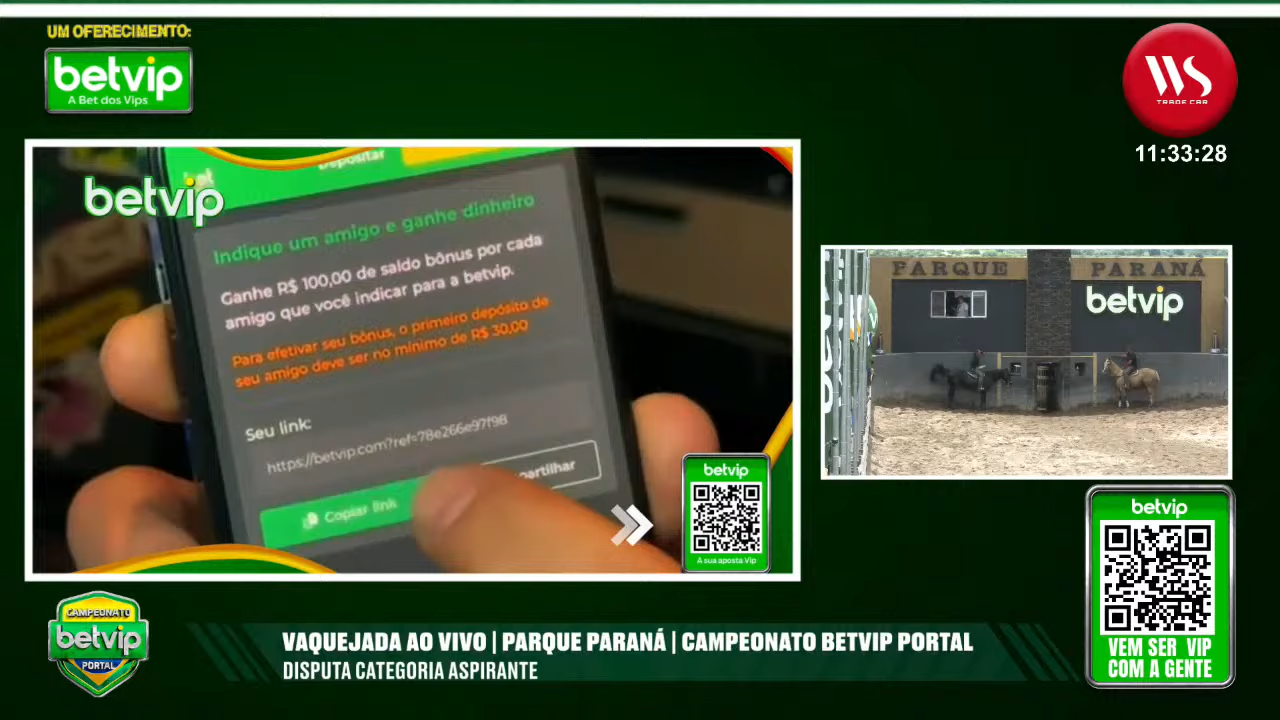 UM OFERECIMENTO:
betvip
A Bet dos Vips
WS
TRADE CAR
11:33:28
betvip
Depositar
Indique um amigo e ganhe dinheiro
Ganhe R$ 100,00 de saldo bônus por cada
amigo que você indicar para a betvip.
Para efetivar seu bônus, o primeiro depósito de
seu amigo deve ser no mínimo de R$ 30,00
Seu link:
https://betvip.com?ref=78e266e97f98
Copiar link
partilhar
betvip
A sua aposta Vip
PARQUE PARANÁ
betvip
betvip
VEM SER VIP
COM A GENTE
CAMPEONATO
betvip
PORTAL
VAQUEJADA AO VIVO | PARQUE PARANÁ | CAMPEONATO BETVIP PORTAL
DISPUTA CATEGORIA ASPIRANTE